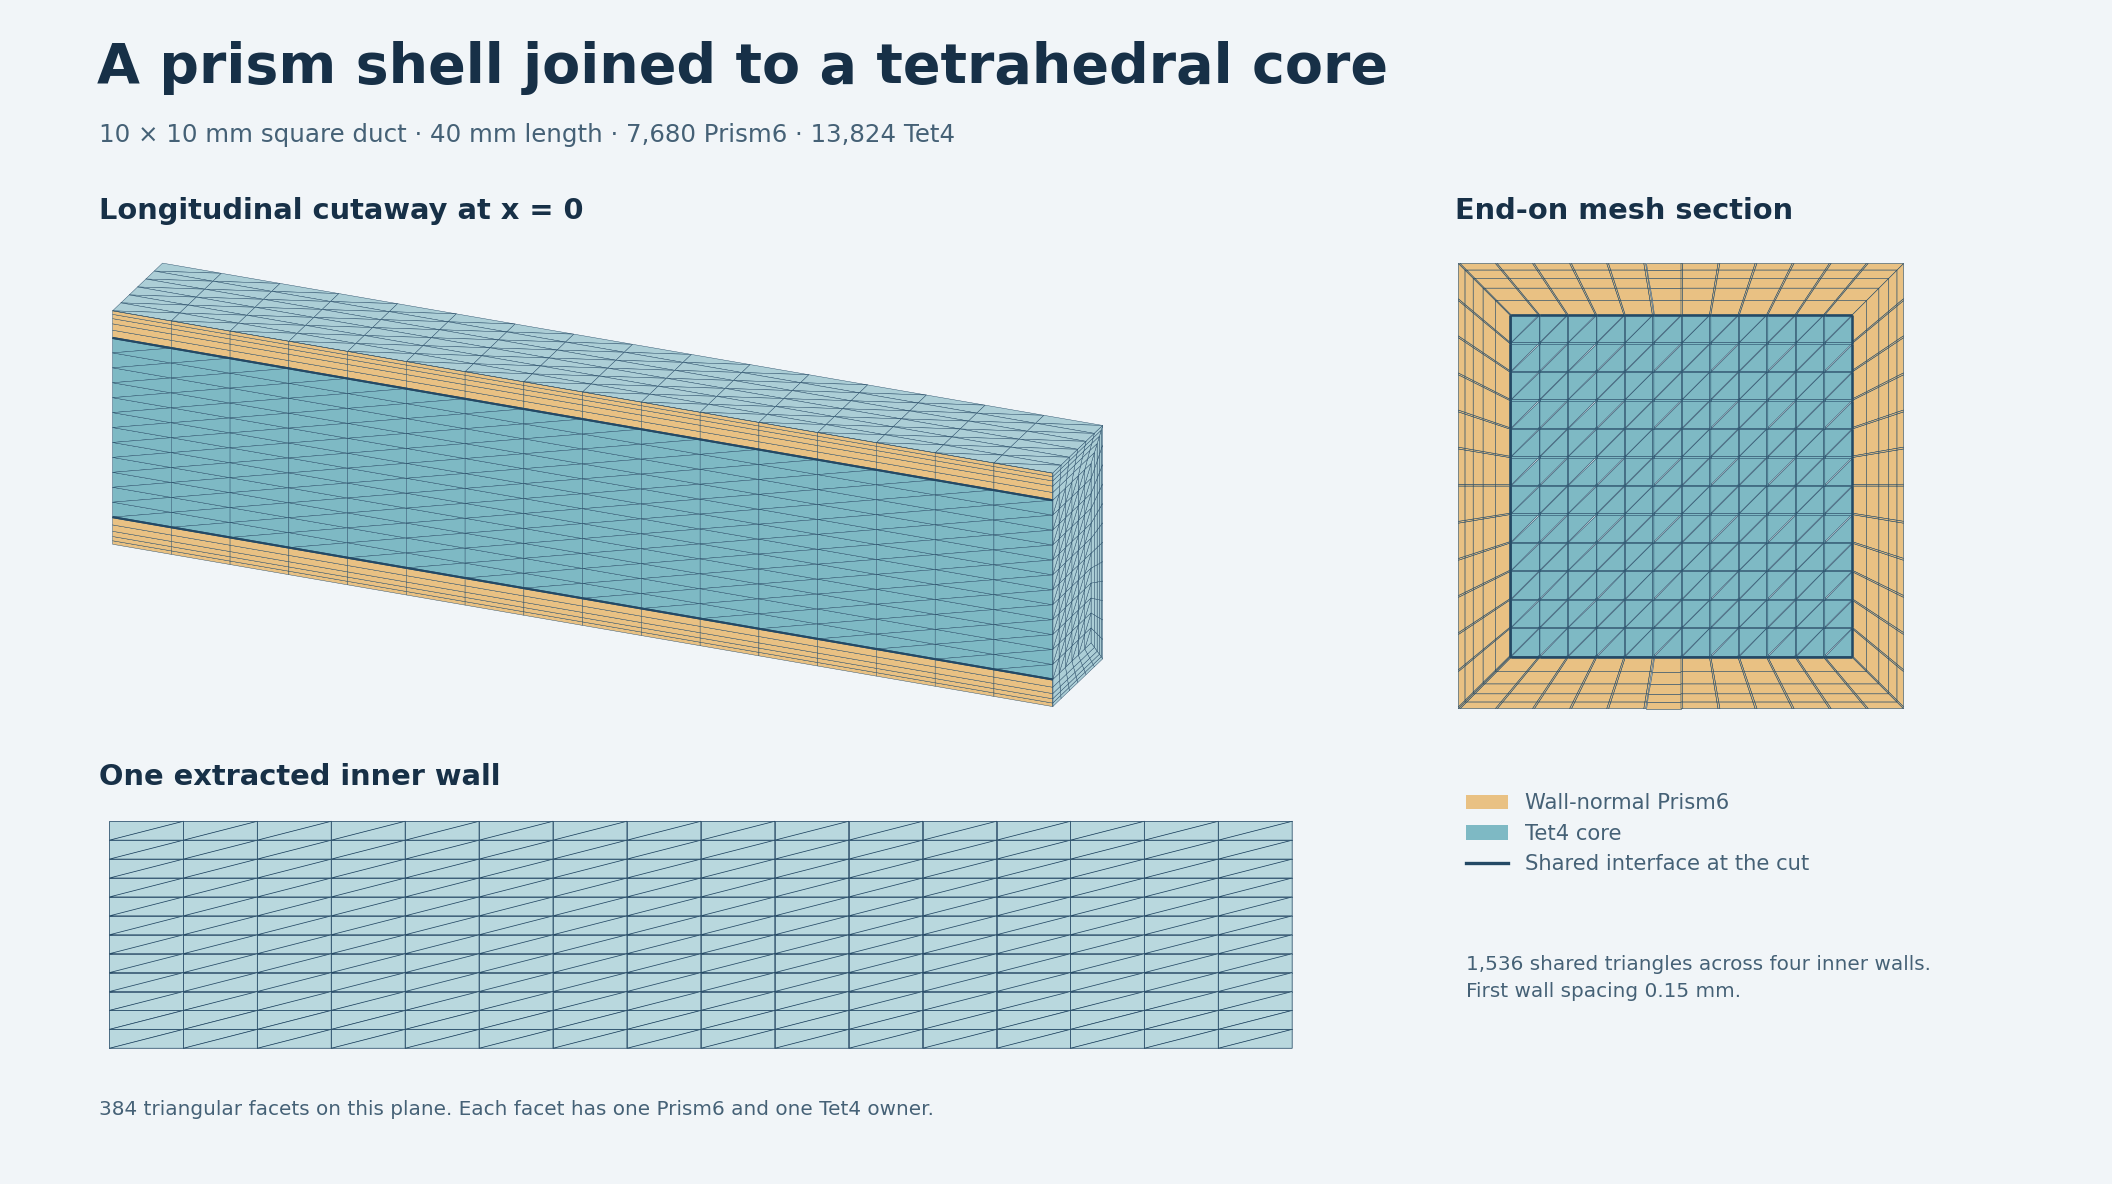 A prism shell joined to a tetrahedral core
10 × 10 mm square duct · 40 mm length · 7,680 Prism6 · 13,824 Tet4
Longitudinal cutaway at x = 0
End-on mesh section
One extracted inner wall
Wall-normal Prism6
Tet4 core
Shared interface at the cut
1,536 shared triangles across four inner walls.
First wall spacing 0.15 mm.
384 triangular facets on this plane. Each facet has one Prism6 and one Tet4 owner.